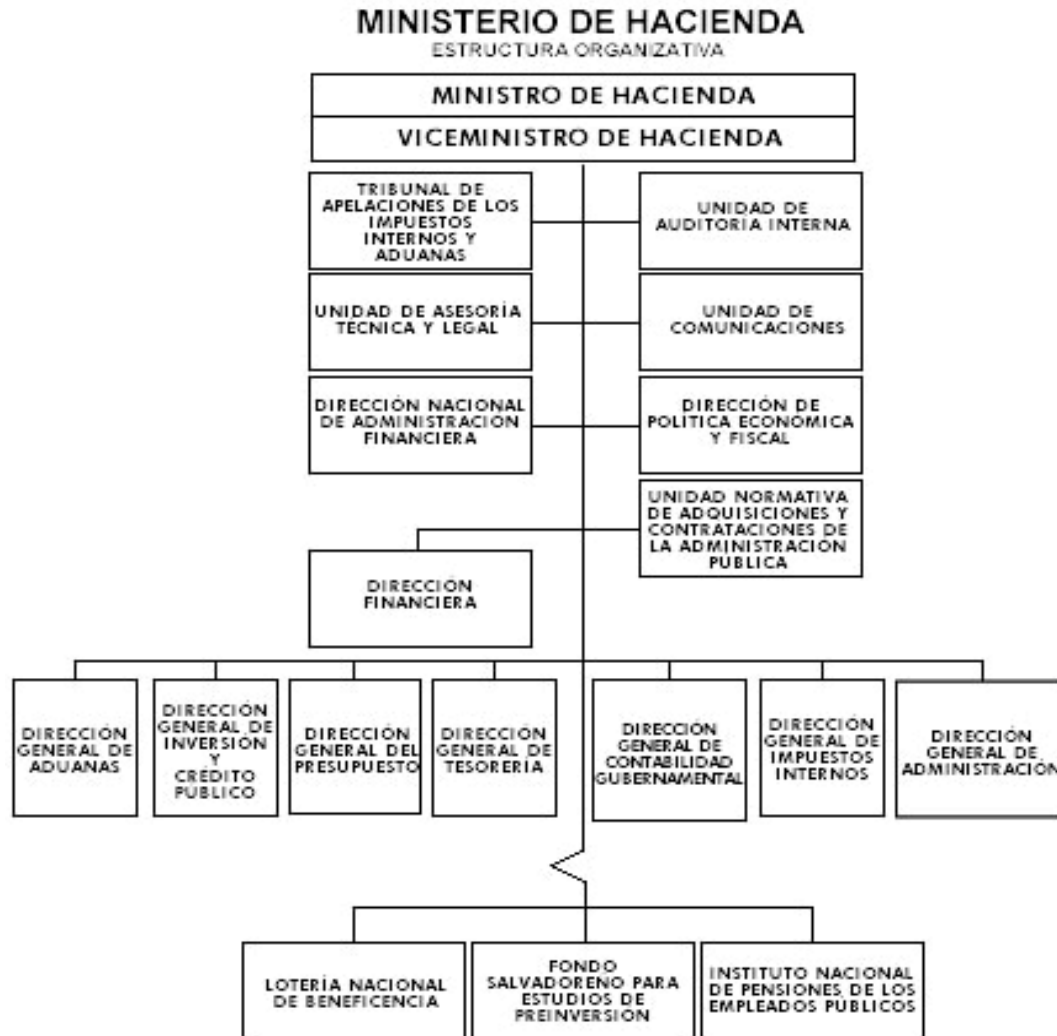 MINISTERIO DE HACIENDA
ESTRUCTURA ORGANIZATIVA
MINISTRO DE HACIENDA
VICEMINISTRO DE HACIENDA
TRIBUNAL DE
APELACIONES DE LOS
IMPUESTOS
INTERNOS Y
ADUANAS
UNIDAD DE
AUDITORIA INTERNA
UNIDAD DE ASESORÍA
TECNICA Y LEGAL
UNIDAD DE
COMUNICACIONES
DIRECCIÓN NACIONAL
DE ADMINISTRACION
FINANCIERA
DIRECCIÓN DE
POLITICA ECONOMICA
Y FISCAL
UNIDAD NORMATIVA
DE ADQUISICIONES Y
CONTRATACIONES DE
LA ADMINISTRACION
PUBLICA
DIRECCIÓN
FINANCIERA
DIRECCIÓN
GENERAL DE
ADUANAS
DIRECCIÓN
GENERAL DE
INVERSION
Y
CRÉDITO
PÚBLICO
DIRECCIÓN
GENERAL DEL
PRESUPUESTO
DIRECCIÓN
GENERAL DE
TESORERÍA
DIRECCIÓN
GENERAL DE
CONTABILIDAD
GUBERNAMENTAL
DIRECCIÓN
GENERAL DE
IMPUESTOS
INTERNOS
DIRECCIÓN
GENERAL DE
ADMINISTRACIÓN
LOTERÍA NACIONAL
DE BENEFICENCIA
FONDO
SALVADORENO PARA
ESTUDIOS DE
PREINVERSION
INSTITUTO NACIONAL
DE PENSIONES DE LOS
EMPLEADOS PÚBLICOS